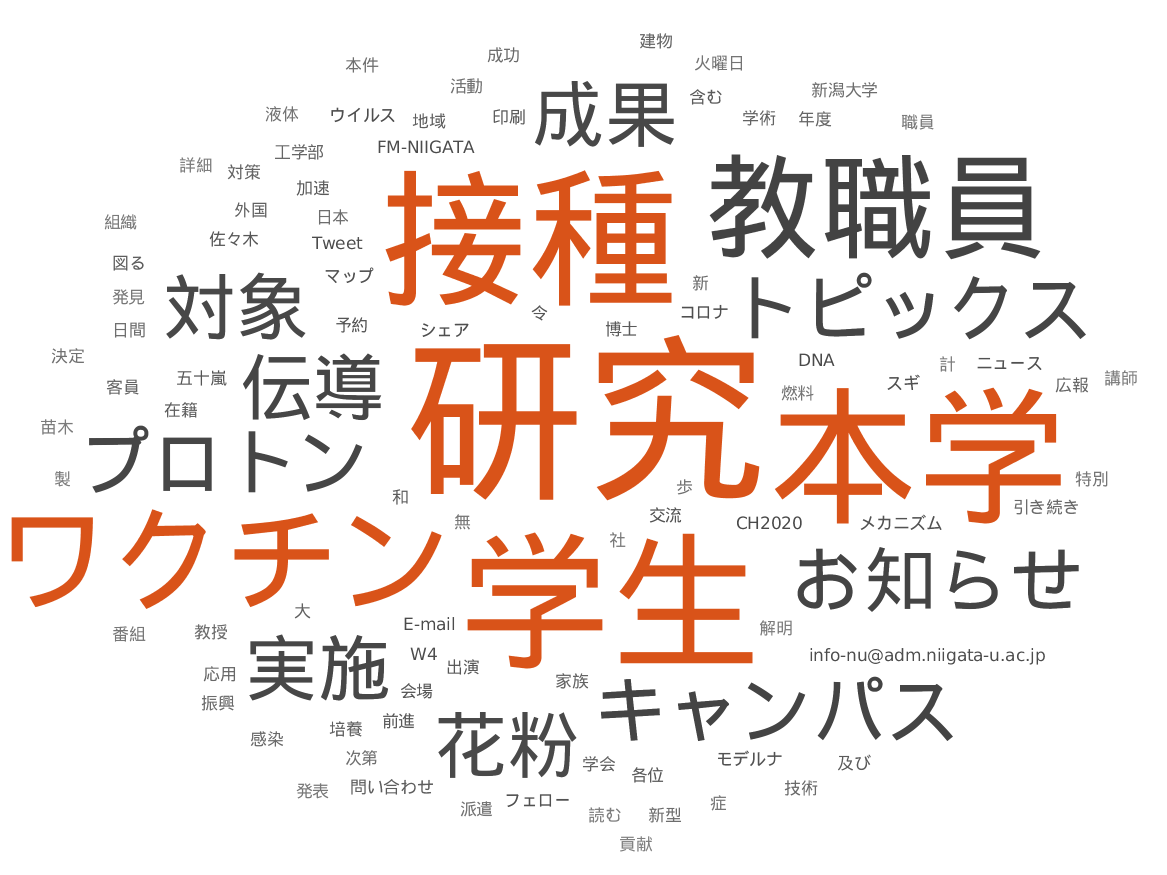 建物
成功
火曜日
本件
活動
成果
含む
新潟大学
液体
ウイルス
地域
印刷
学術
年度
職員
FM-NIIGATA
工学部
詳細
対策
加速
接種
教職員
外国
日本
組織
佐々木
Tweet
図る
マップ
対象
新
トピックス
発見
コロナ
令
日間
予約
シェア
博士
決定
DNA
計
ニュース
伝導
研究
五十嵐
スギ
広報
講師
客員
燃料
在籍
本学
苗木
プロトン
製
特別
歩
和
引き続き
交流
無
CH2020
メカニズム
社
ワクチン
学生
お知らせ
大
E-mail
番組
教授
解明
W4
info-nu@adm.niigata-u.ac.jp
出演
実施
応用
家族
会場
振興
キャンパス
前進
培養
感染
花粉
次第
学会
モデルナ
及び
各位
発表
問い合わせ
技術
派遣
フェロー
症
読む
新型
貢献